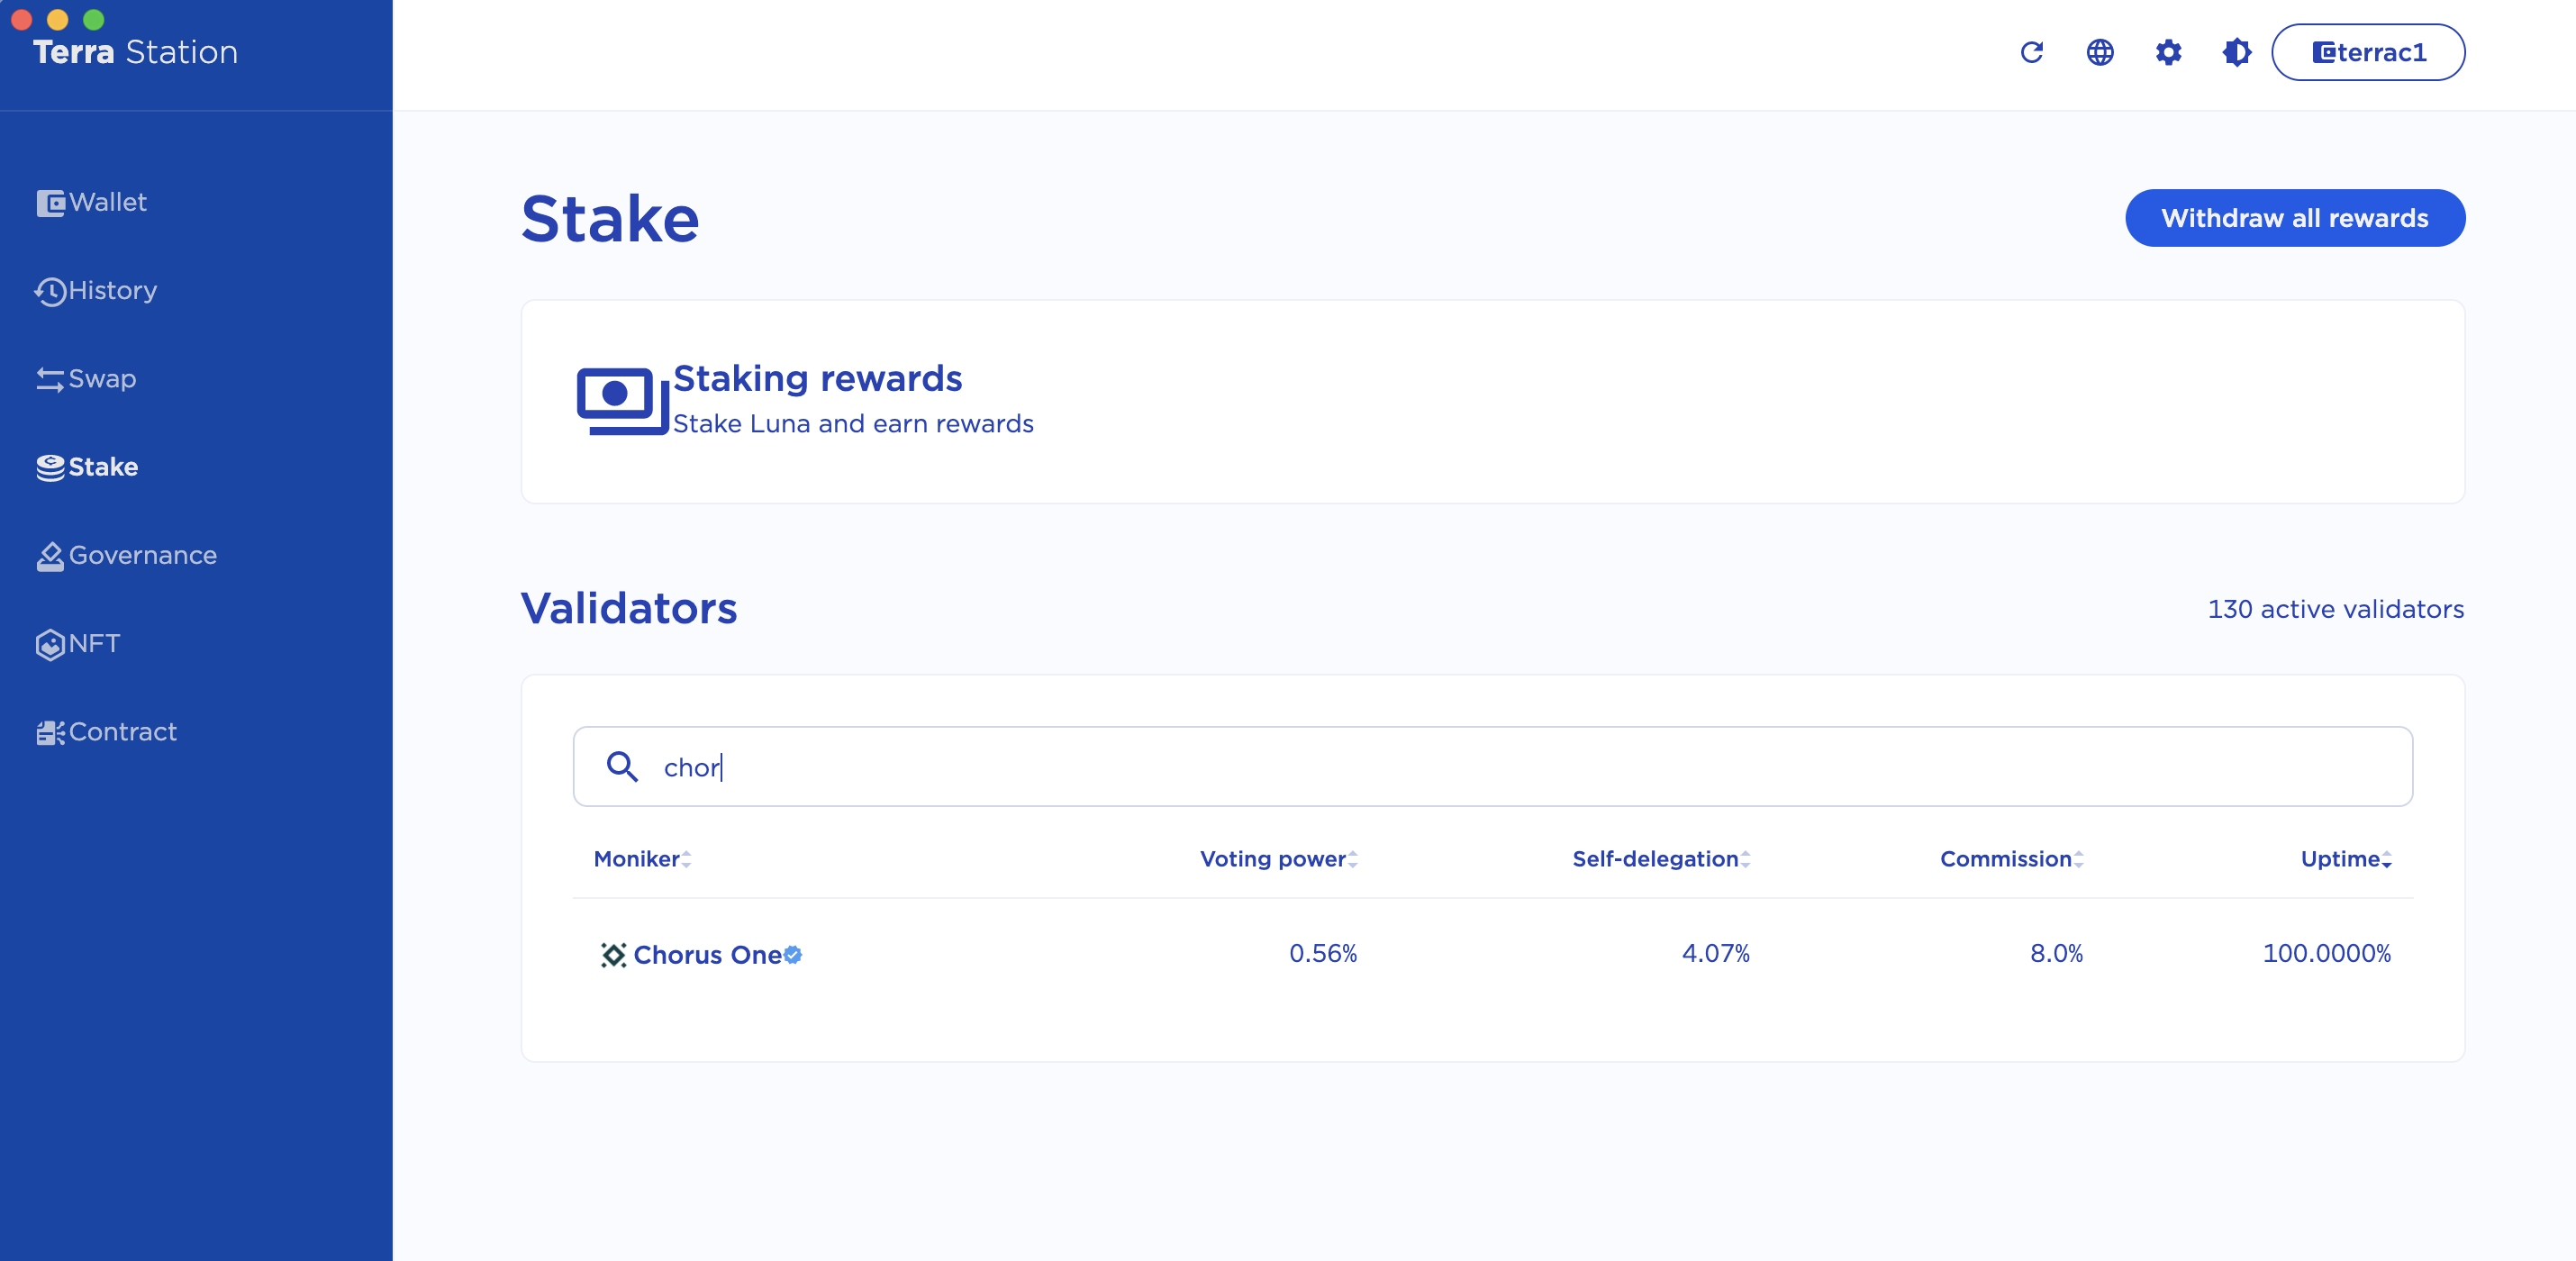 Terra Station
terrac1
Wallet
History
Swap
Stake
Governance
NFT
Contract
Stake
Withdraw all rewards
Staking rewards
Stake Luna and earn rewards
Validators
130 active validators
chor
Moniker Voting power Self-delegation Commission Uptime
Chorus One 0.56% 4.07% 8.0% 100.0000%